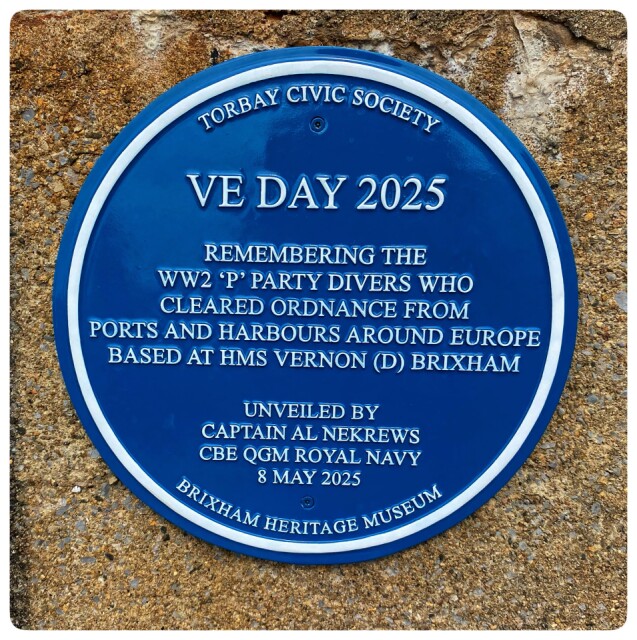 TORBAY CIVIC SOCIETY
VE DAY 2025
REMEMBERING THE
WW2 ‘P’ PARTY DIVERS WHO
CLEARED ORDNANCE FROM
PORTS AND HARBOURS AROUND EUROPE
BASED AT HMS VERNON (D) BRIXHAM
UNVEILED BY
CAPTAIN AL NEKREWS
CBE QGM ROYAL NAVY
8 MAY 2025
BRIXHAM HERITAGE MUSEUM